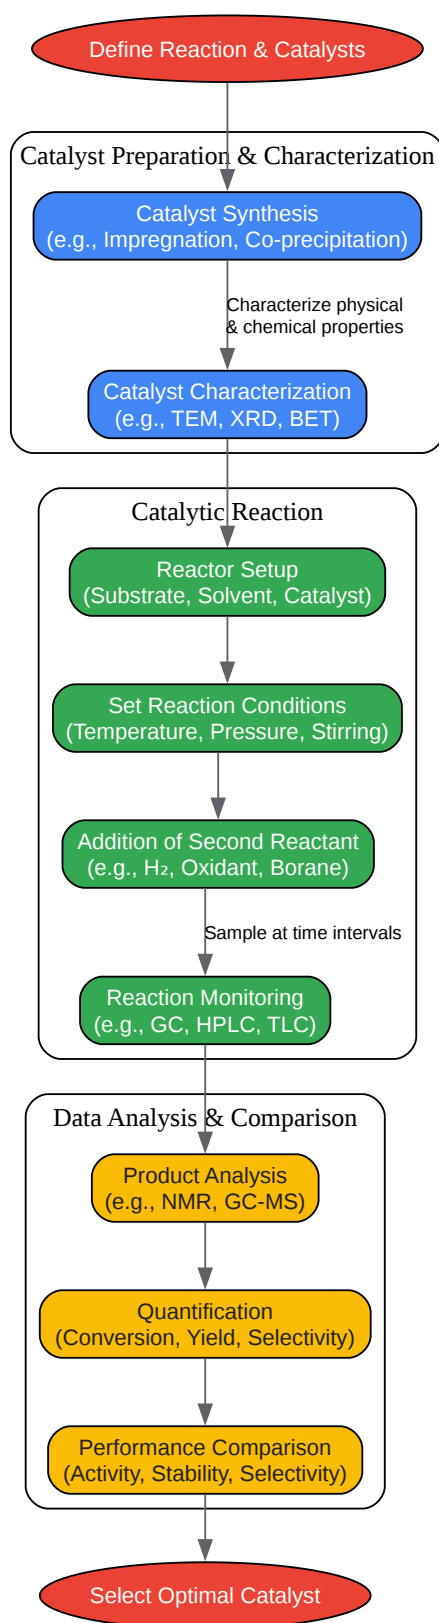 Define Reaction & Catalysts
Catalyst Preparation & Characterization
Catalyst Synthesis
(e.g., Impregnation, Co-precipitation)
Characterize physical
& chemical properties
Catalyst Characterization
(e.g., TEM, XRD, BET)
Catalytic Reaction
Reactor Setup
(Substrate, Solvent, Catalyst)
Set Reaction Conditions
(Temperature, Pressure, Stirring)
Addition of Second Reactant
(e.g., H₂, Oxidant, Borane)
Sample at time intervals
Reaction Monitoring
(e.g., GC, HPLC, TLC)
Data Analysis & Comparison
Product Analysis
(e.g., NMR, GC-MS)
Quantification
(Conversion, Yield, Selectivity)
Performance Comparison
(Activity, Stability, Selectivity)
Select Optimal Catalyst